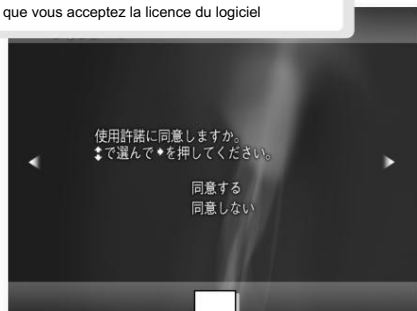 que vous acceptez la licence du logiciel
使用許諾に同意しますか。
⬍で選んで◆を押してください。
同意する
同意しない